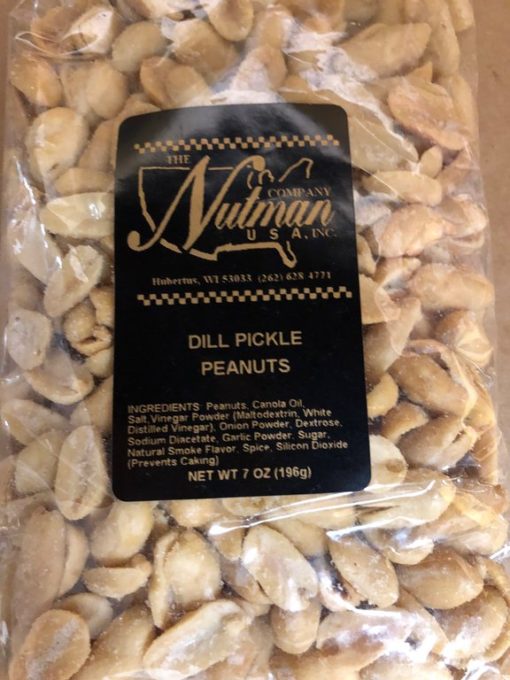 THE
Nutman
COMPANY
USA, INC.
Hubertus, WI 53033 (262) 628 4771
DILL PICKLE
PEANUTS
INGREDIENTS Peanuts, Canola Oil,
Salt, Vinegar Powder (Maltodextrin, White
Distilled Vinegar), Onion Powder, Dextrose,
Sodium Diacetate, Garlic Powder, Sugar,
Natural Smoke Flavor, Spice, Silicon Dioxide
(Prevents Caking)
NET WT 7 OZ (196g)